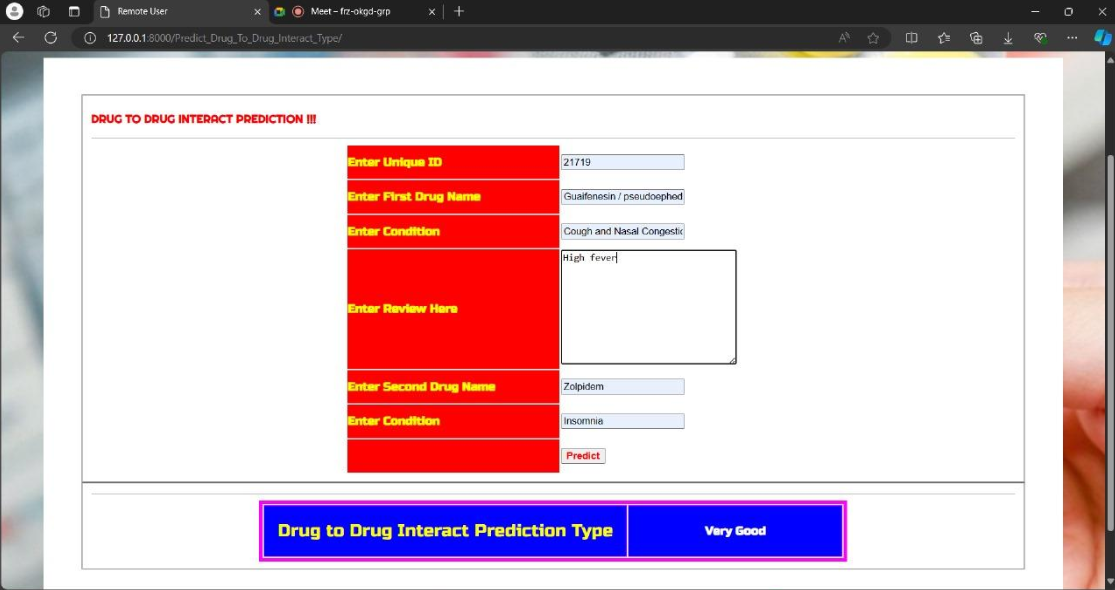 Remote User
Meet – frz-okgd-grp
127.0.0.1:8000/Predict_Drug_To_Drug_Interact_Type/
DRUG TO DRUG INTERACT PREDICTION !!!
Enter Unique ID 21719
Enter First Drug Name Guaifenesin / pseudoephed
Enter Condition Cough and Nasal Congestic
Enter Review Here High fever
Enter Second Drug Name Zolpidem
Enter Condition Insomnia
Predict
Drug to Drug Interact Prediction Type Very Good